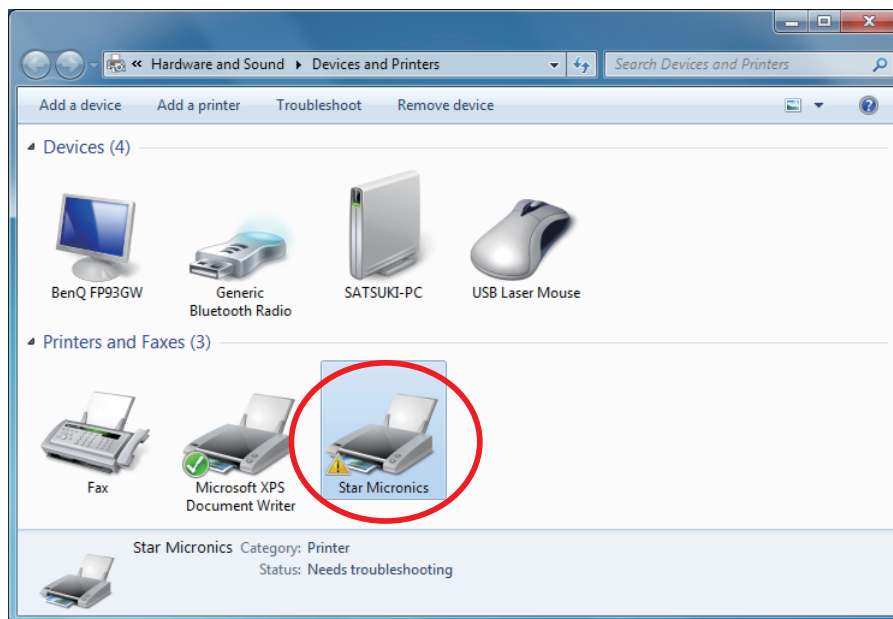 « Hardware and Sound ▸ Devices and Printers
Search Devices and Printers
Add a device Add a printer Troubleshoot Remove device
Devices (4)
BenQ FP93GW
Generic
Bluetooth Radio
SATSUKI-PC
USB Laser Mouse
Printers and Faxes (3)
Fax
Microsoft XPS
Document Writer
Star Micronics
Star Micronics Category: Printer
Status: Needs troubleshooting